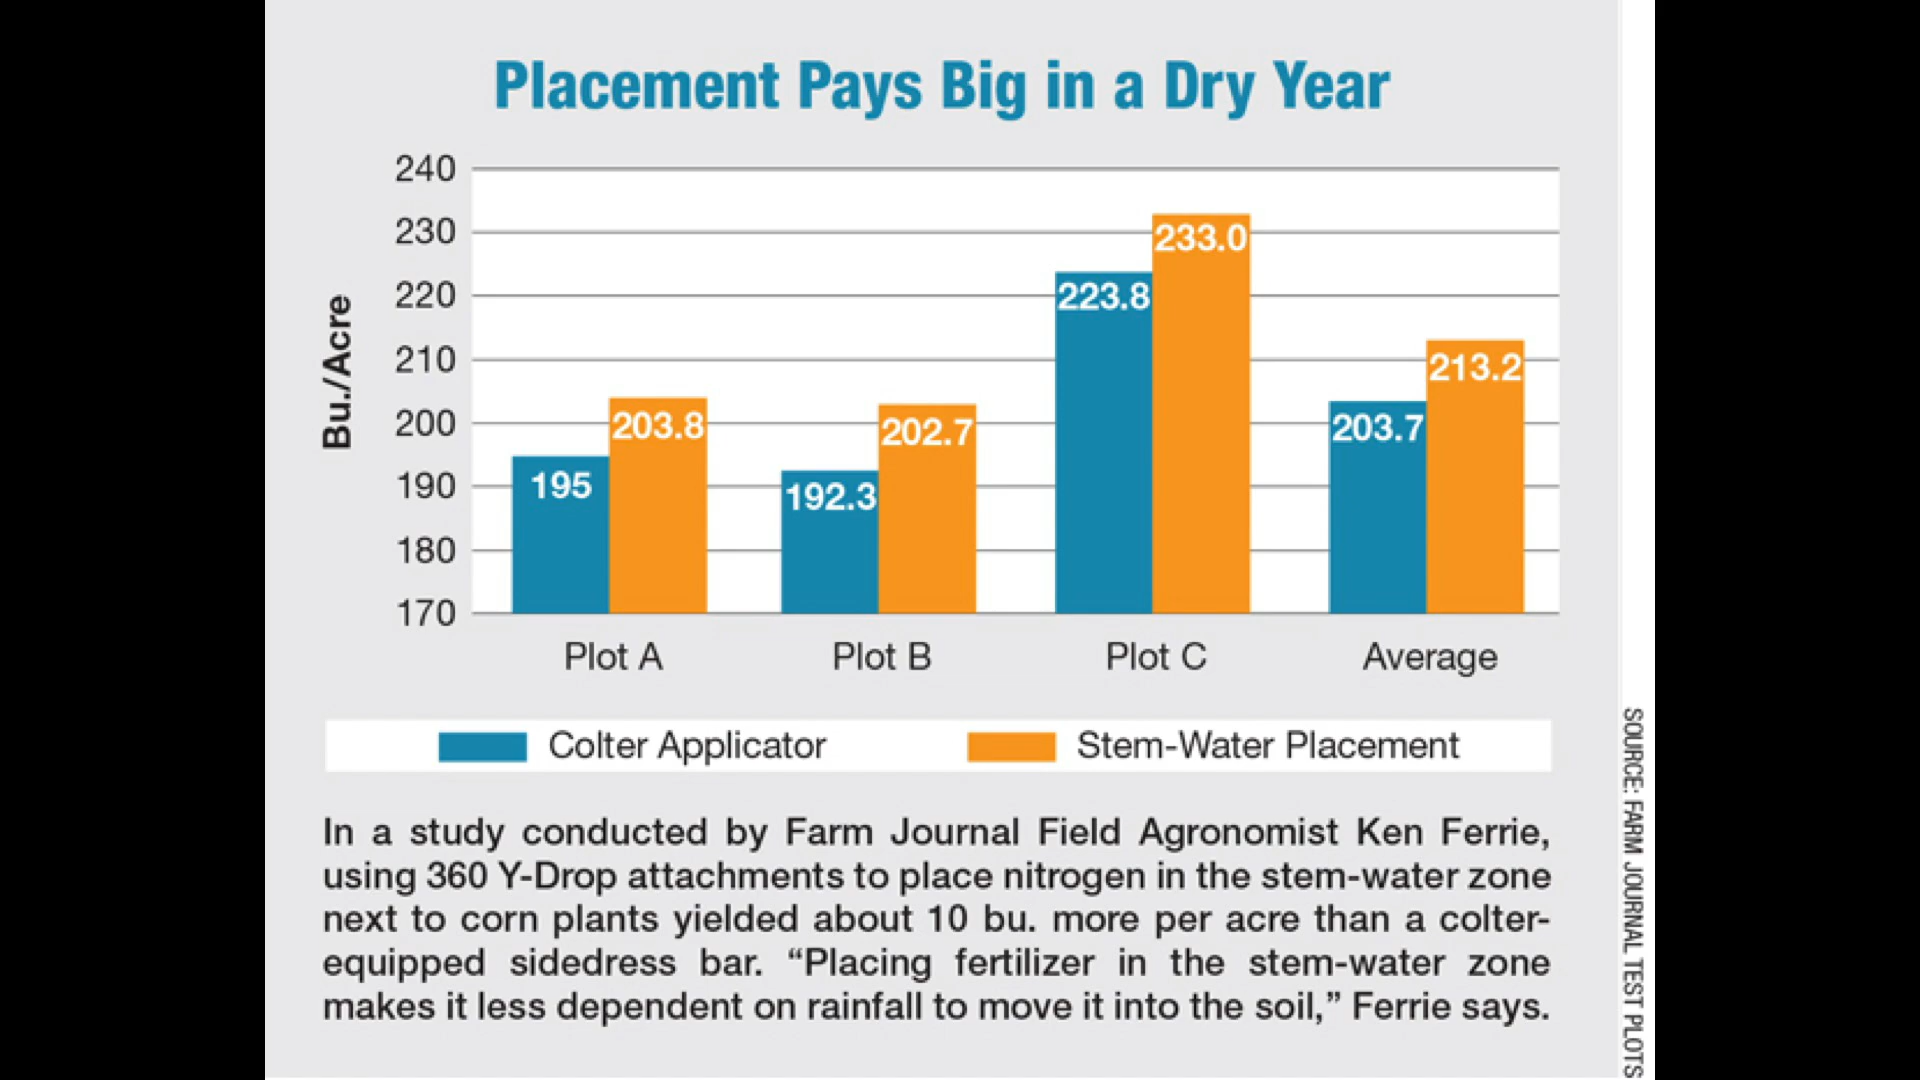 Placement Pays Big in a Dry Year
Bu./Acre
240
230
220
210
200
190
180
170
195
203.8
192.3
202.7
223.8
233.0
203.7
213.2
Plot A
Plot B
Plot C
Average
Colter Applicator
Stem-Water Placement
In a study conducted by Farm Journal Field Agronomist Ken Ferrie,
using 360 Y-Drop attachments to place nitrogen in the stem-water zone
next to corn plants yielded about 10 bu. more per acre than a colter-
equipped sidedress bar. “Placing fertilizer in the stem-water zone
makes it less dependent on rainfall to move it into the soil,” Ferrie says.
SOURCE: FARM JOURNAL TEST PLOTS